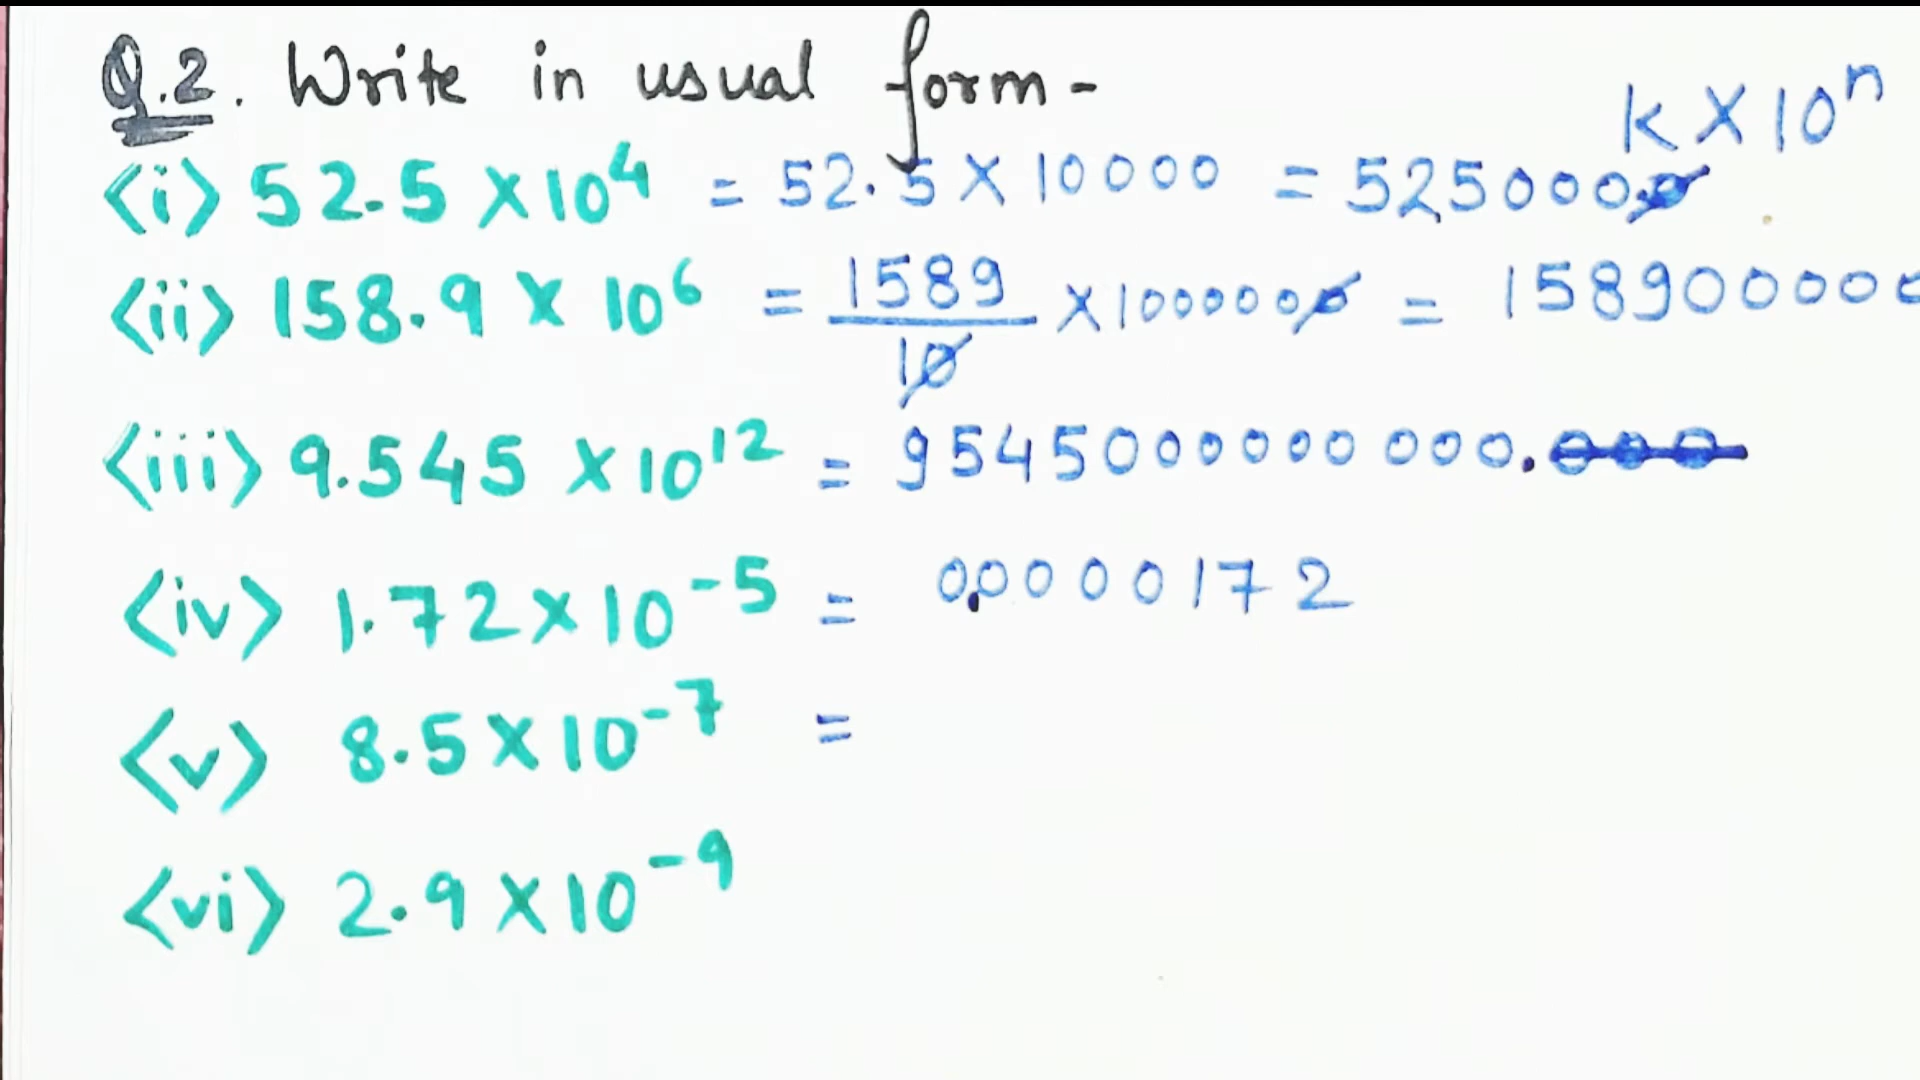 Q.2. Write in usual form-
k×10ⁿ
<i> 52.5×10⁴ = 52.5×10000 = 5250000
<ii> 158.9×10⁶ = 1589/10 ×1000000 = 158900000
<iii> 9.545×10¹² = 9545000000000.000
<iv> 1.72×10⁻⁵ = 0.0000172
<v> 8.5×10⁻⁷ =
<vi> 2.9×10⁻⁹